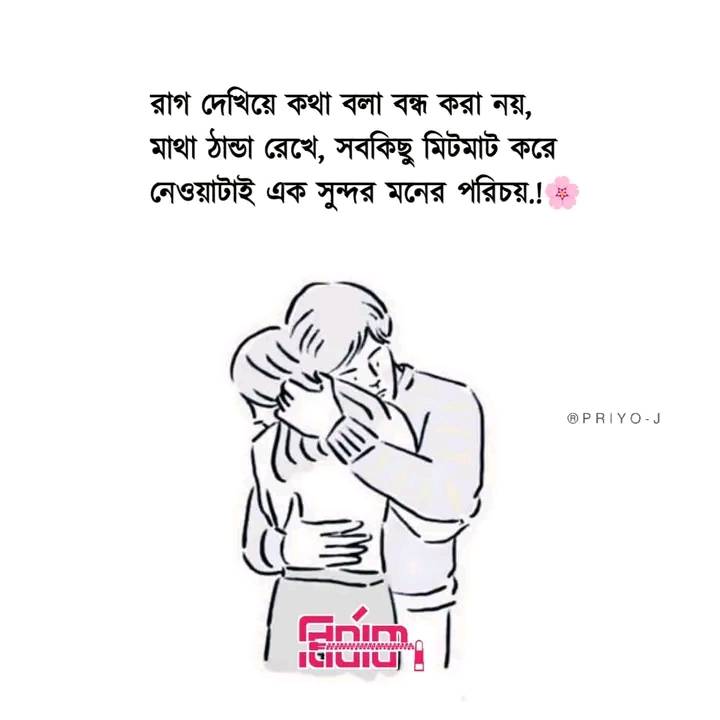 রাগ দেখিয়ে কথা বলা বন্ধ করা নয়,
মাথা ঠান্ডা রেখে, সবকিছু মিটমাট করে
নেওয়াটাই এক সুন্দর মনের পরিচয়.!🌸
®PRIYO-J